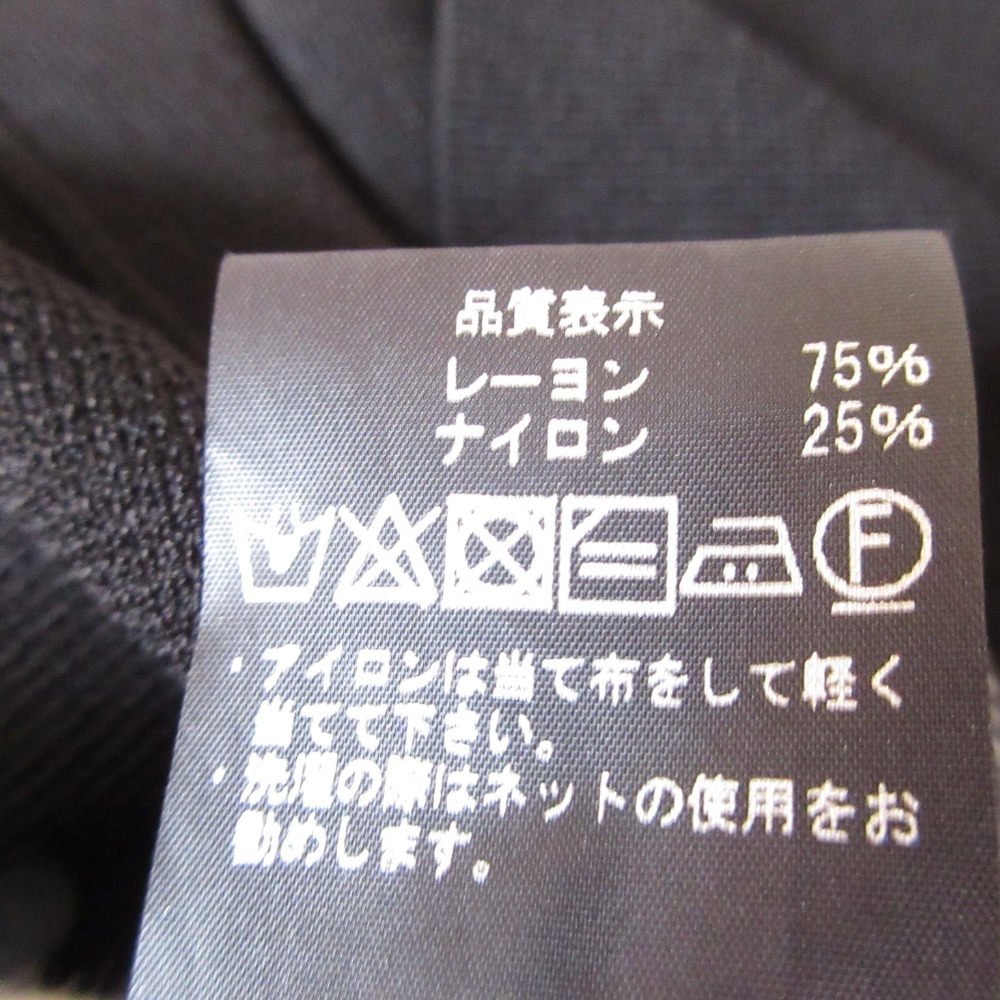 品質表示
レーヨン 75%
ナイロン 25%
F
・アイロンは当て布をして軽く
当てて下さい。
・洗濯の際はネットの使用をお
勧めします。